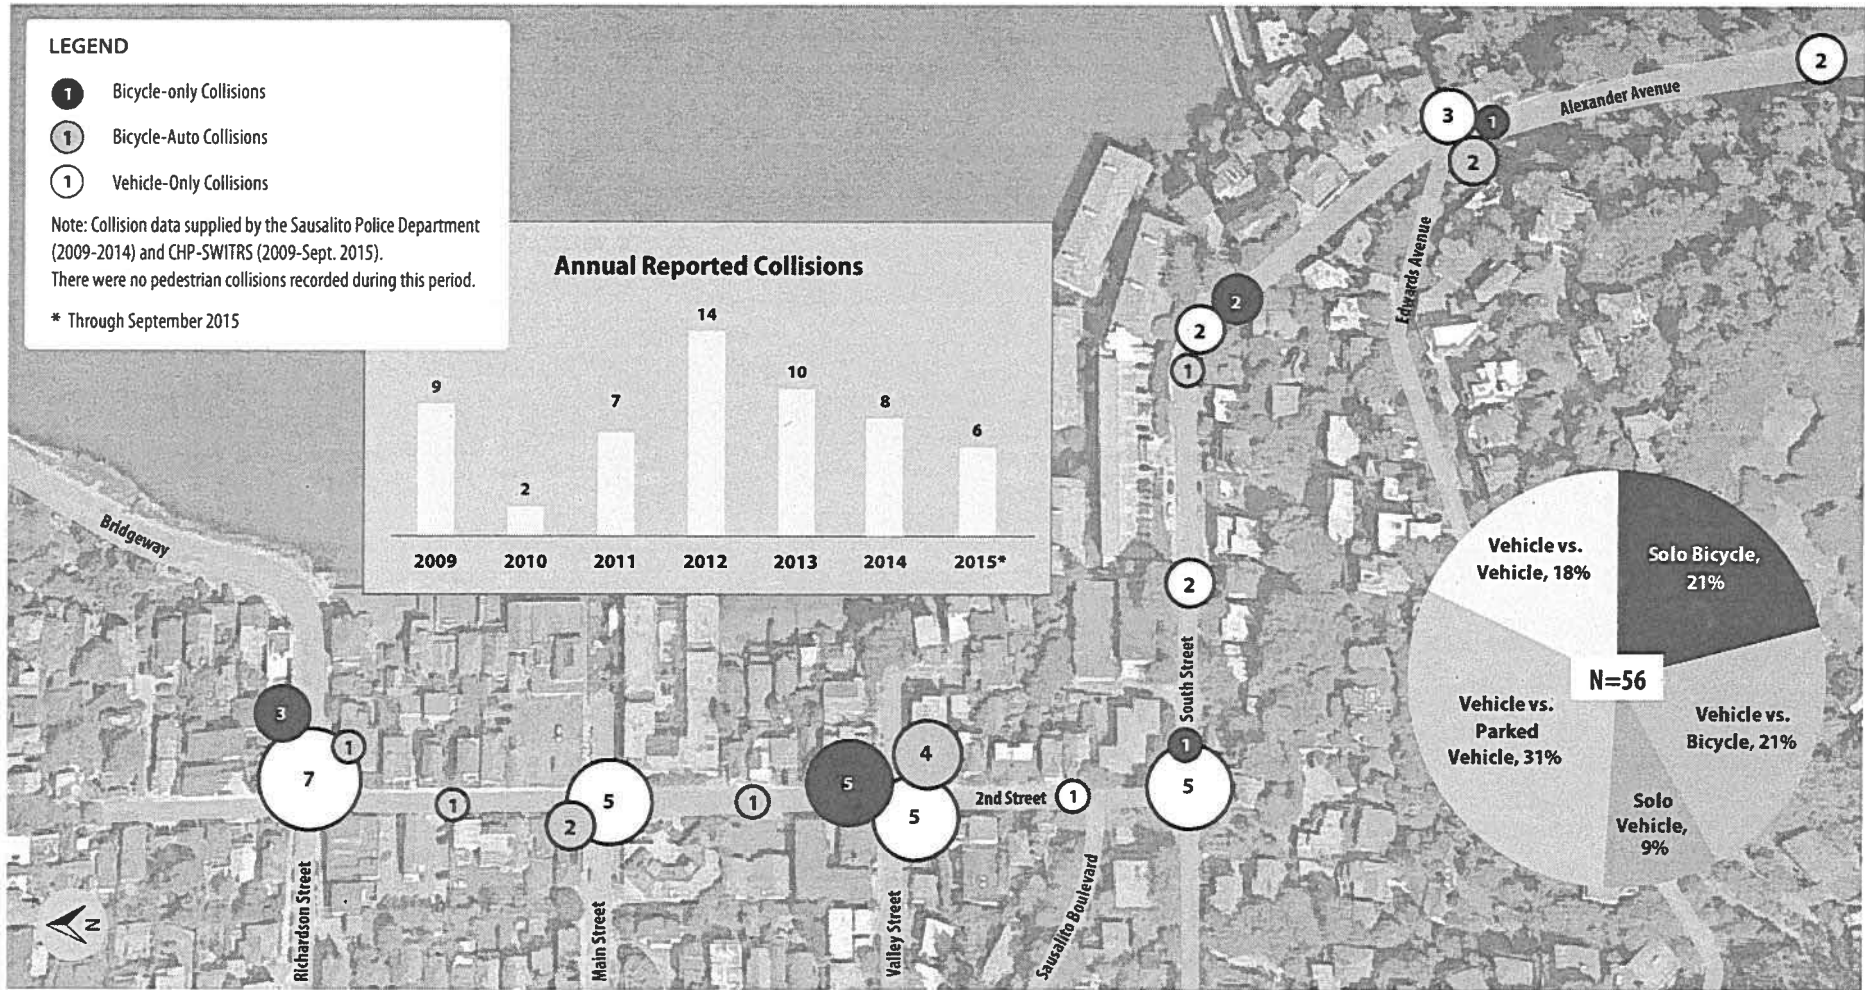 LEGEND
1 Bicycle-only Collisions
1 Bicycle-Auto Collisions
1 Vehicle-Only Collisions
Note: Collision data supplied by the Sausalito Police Department
(2009-2014) and CHP-SWITRS (2009-Sept. 2015).
There were no pedestrian collisions recorded during this period.
* Through September 2015
Annual Reported Collisions
9
2
7
14
10
8
6
2009 2010 2011 2012 2013 2014 2015*
2
Alexander Avenue
3
1
2
Edwards Avenue
2
2
1
2
South Street
Bridgeway
3
1
7
1
5
2
1
5
4
5
2nd Street
1
1
5
Richardson Street
Main Street
Valley Street
Sausalito Boulevard
N
Vehicle vs.
Vehicle, 18%
Solo Bicycle,
21%
N=56
Vehicle vs.
Parked
Vehicle, 31%
Vehicle vs.
Bicycle, 21%
Solo
Vehicle,
9%